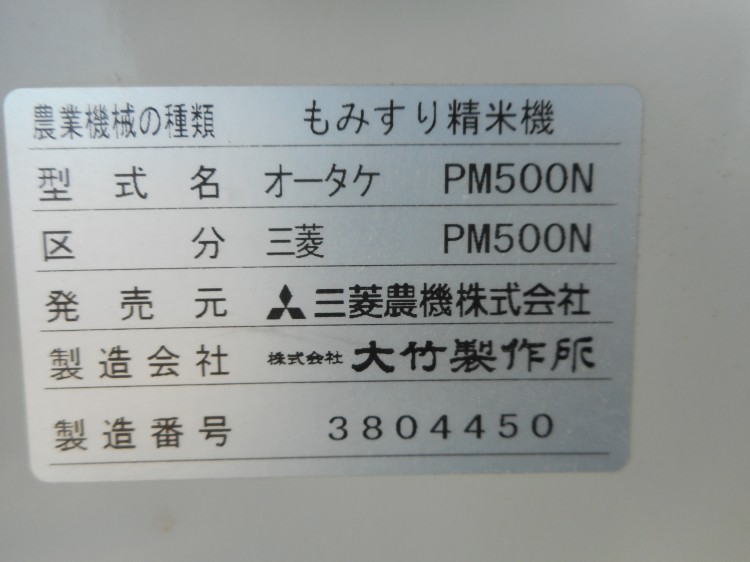 農業機械の種類 もみすり精米機
型式名 オータケ PM500N
区分 三菱 PM500N
発売元 三菱農機株式会社
製造会社 株式会社 大竹製作所
製造番号 3804450